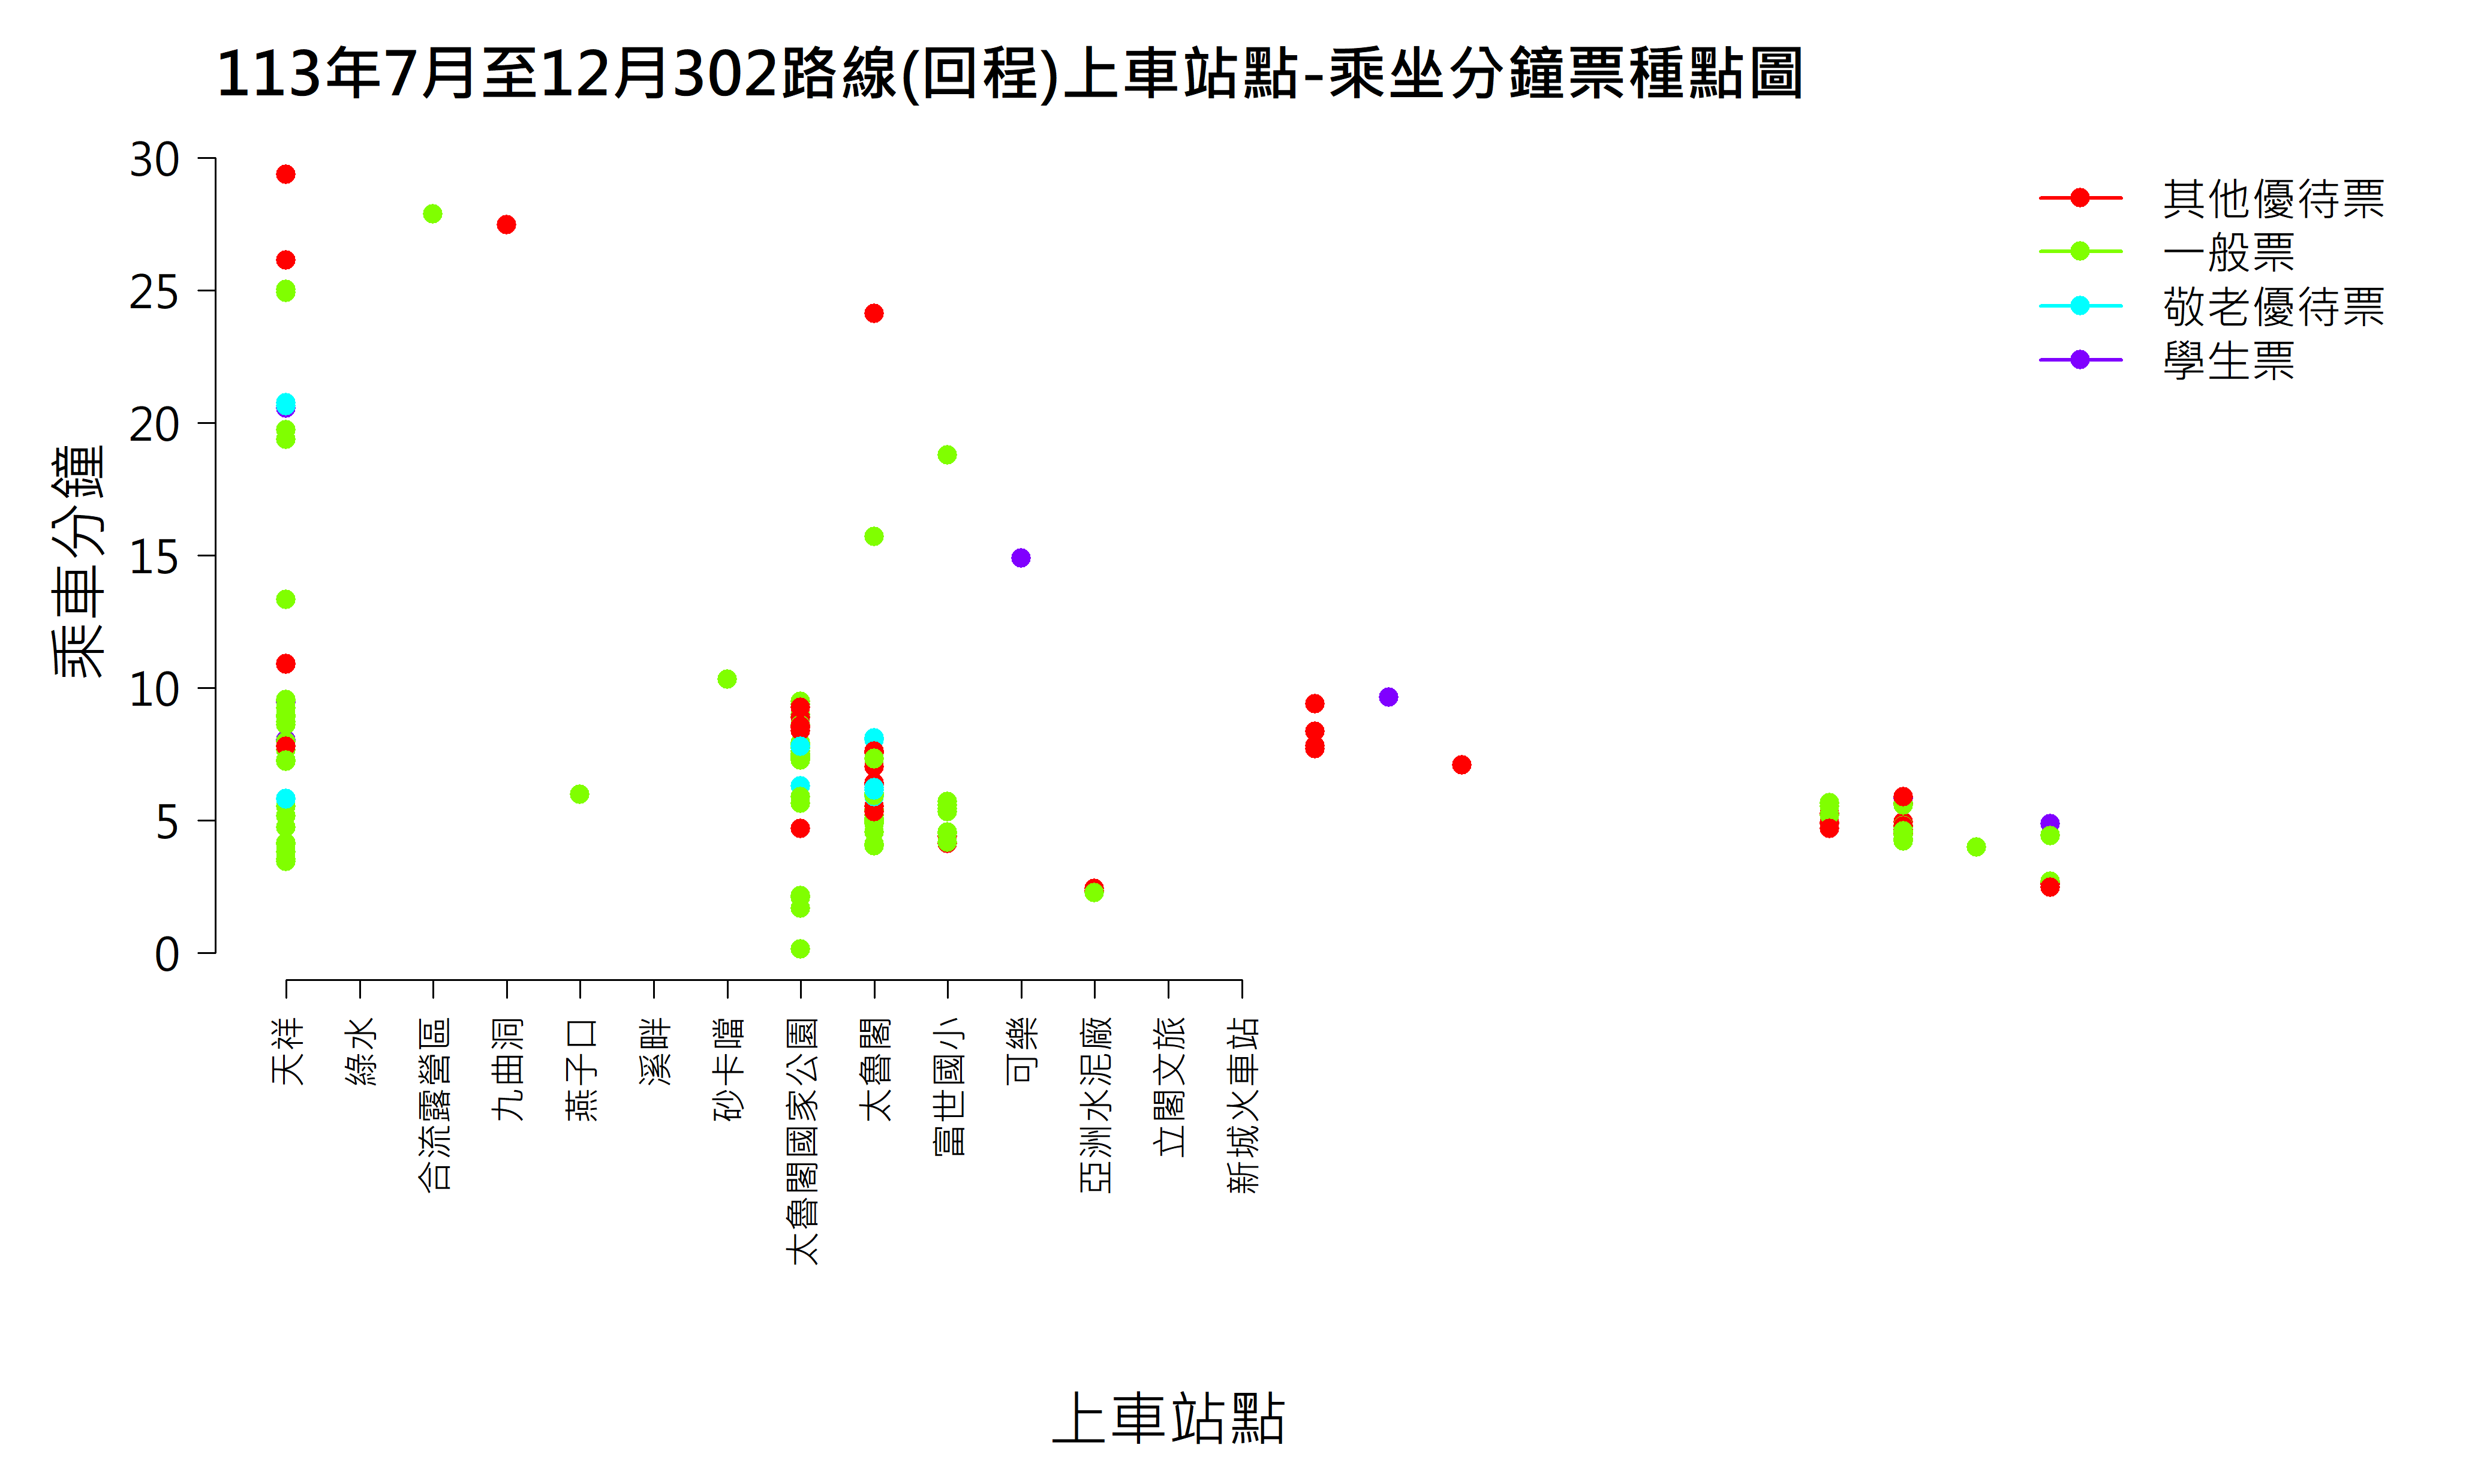 113年7月至12月302路線(回程)上車站點-乘坐分鐘票種點圖
其他優待票
一般票
敬老優待票
學生票
乘車分鐘
30
25
20
15
10
5
0
天祥
綠水
合流露營區
九曲洞
燕子口
溪畔
砂卡噹
太魯閣國家公園
太魯閣
富世國小
可樂
亞洲水泥廠
立閣文旅
新城火車站
上車站點